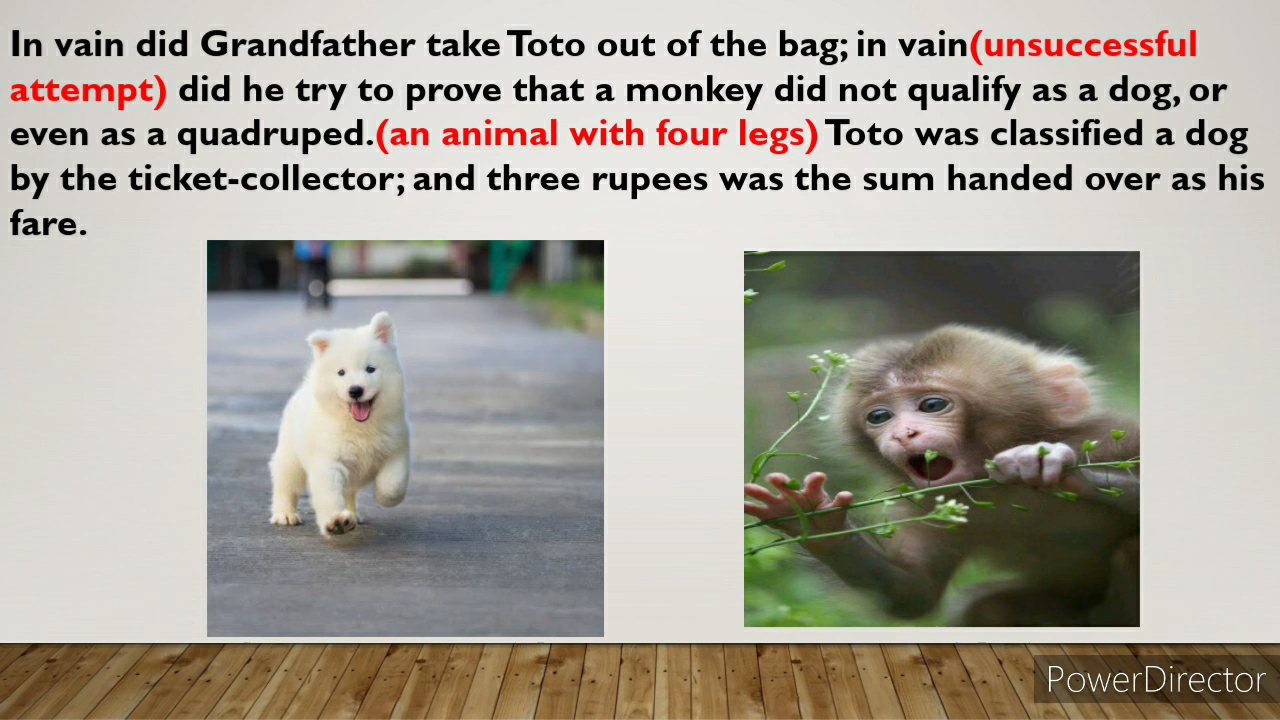 In vain did Grandfather take Toto out of the bag; in vain(unsuccessful
attempt) did he try to prove that a monkey did not qualify as a dog, or
even as a quadruped.(an animal with four legs) Toto was classified a dog
by the ticket-collector; and three rupees was the sum handed over as his
fare.
PowerDirector